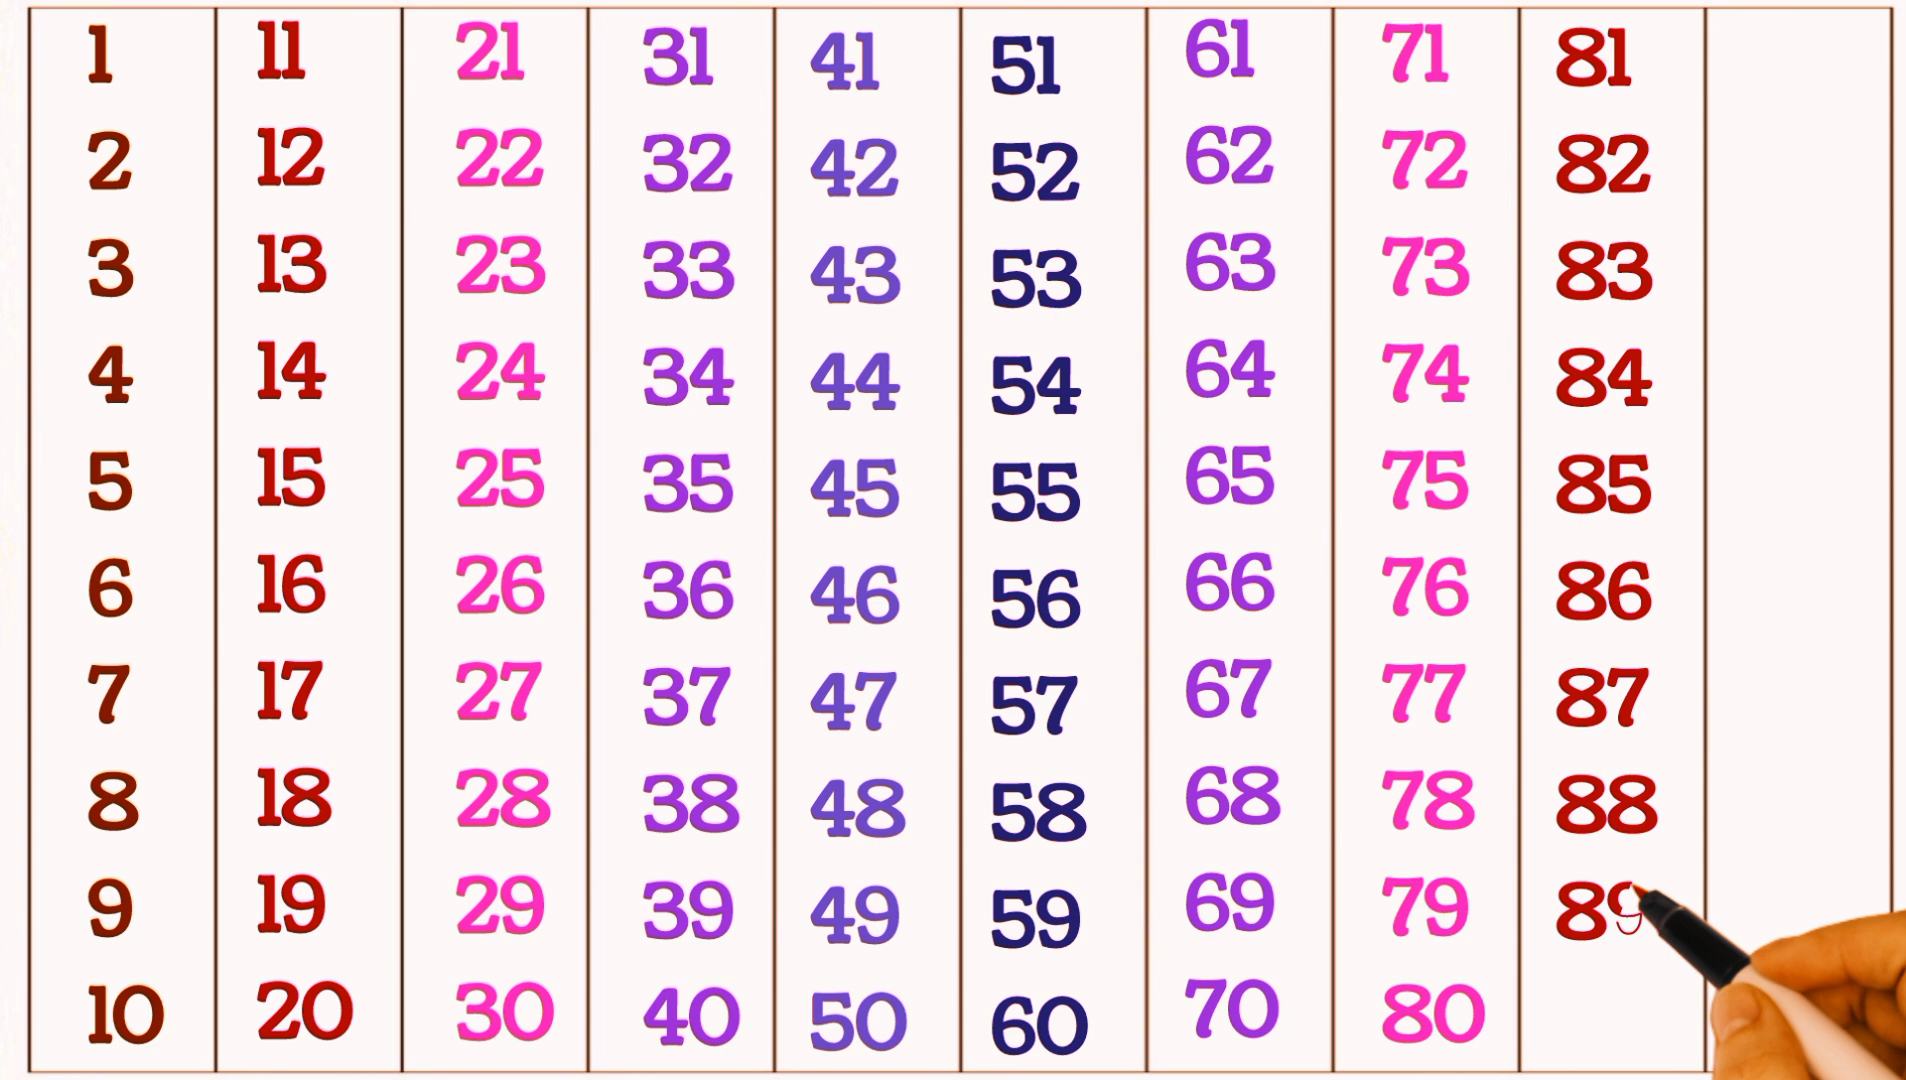 1 11 21 31 41 51 61 71 81
2 12 22 32 42 52 62 72 82
3 13 23 33 43 53 63 73 83
4 14 24 34 44 54 64 74 84
5 15 25 35 45 55 65 75 85
6 16 26 36 46 56 66 76 86
7 17 27 37 47 57 67 77 87
8 18 28 38 48 58 68 78 88
9 19 29 39 49 59 69 79 89
10 20 30 40 50 60 70 80